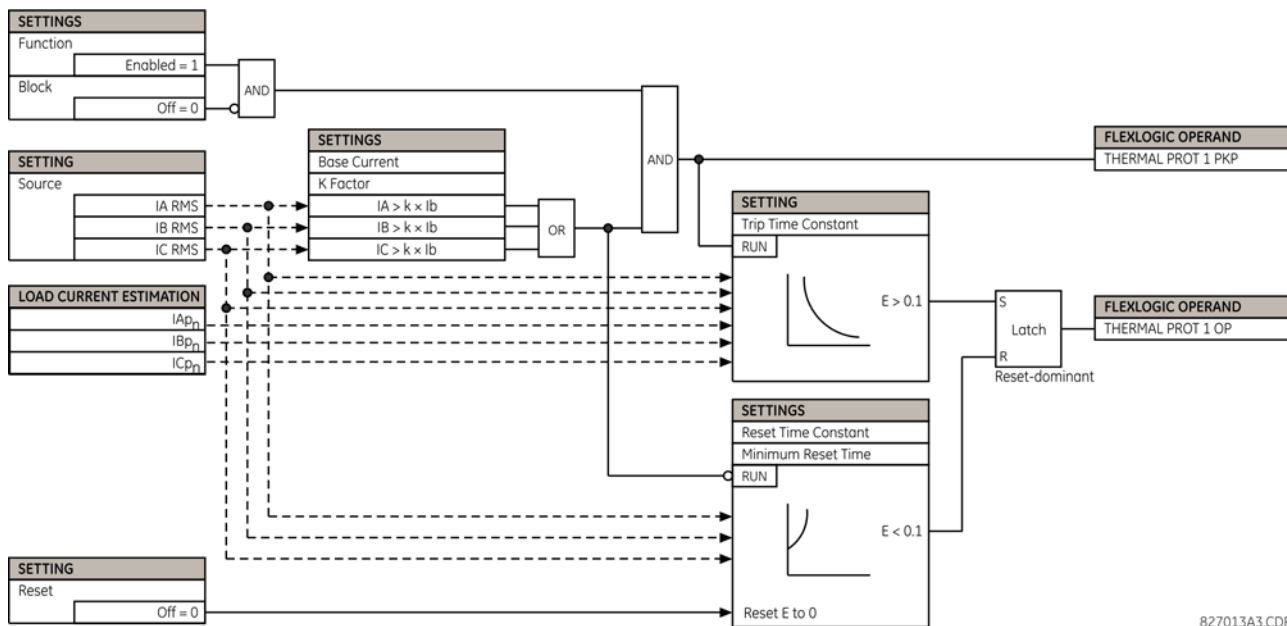 SETTINGS
Function
Enabled = 1
Block
Off = 0
AND
SETTING
Source
IA RMS
IB RMS
IC RMS
SETTINGS
Base Current
K Factor
IA > k × Ib
IB > k × Ib
IC > k × Ib
OR
AND
FLEXLOGIC OPERAND
THERMAL PROT 1 PKP
LOAD CURRENT ESTIMATION
IApn
IBpn
ICpn
SETTING
Trip Time Constant
RUN
E > 0.1
S
Latch
R
Reset-dominant
FLEXLOGIC OPERAND
THERMAL PROT 1 OP
SETTINGS
Reset Time Constant
Minimum Reset Time
RUN
E < 0.1
Reset E to 0
SETTING
Reset
Off = 0